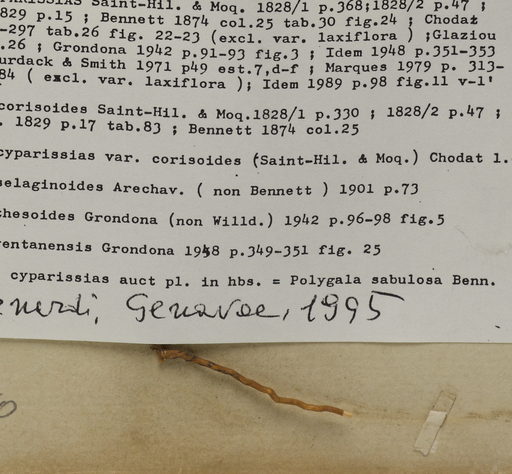 PARISSIAS Saint-Hil. & Moq. 1828/1 p.368;1828/2 p.47 ;
829 p.15 ; Bennett 1874 col.25 tab.30 fig.24 ; Chodat
-297 tab.26 fig. 22-23 (excl. var. laxiflora ) ;Glaziou
.26 ; Grondona 1942 p.91-93 fig.3 ; Idem 1948 p.351-353
urdack & Smith 1971 p49 est.7,d-f ; Marques 1979 p. 313-
84 ( excl. var. laxiflora ); Idem 1989 p.98 fig.11 v-l'
corisoides Saint-Hil. & Moq.1828/1 p.330 ; 1828/2 p.47 ;
. 1829 p.17 tab.83 ; Bennett 1874 col.25
cyparissias var. corisoides (Saint-Hil. & Moq.) Chodat 1.
selaginoides Arechav. ( non Bennett ) 1901 p.73
thesoides Grondona (non Willd.) 1942 p.96-98 fig.5
ventanensis Grondona 1948 p.349-351 fig. 25
cyparissias auct pl. in hbs. = Polygala sabulosa Benn.
Genavae, 1995